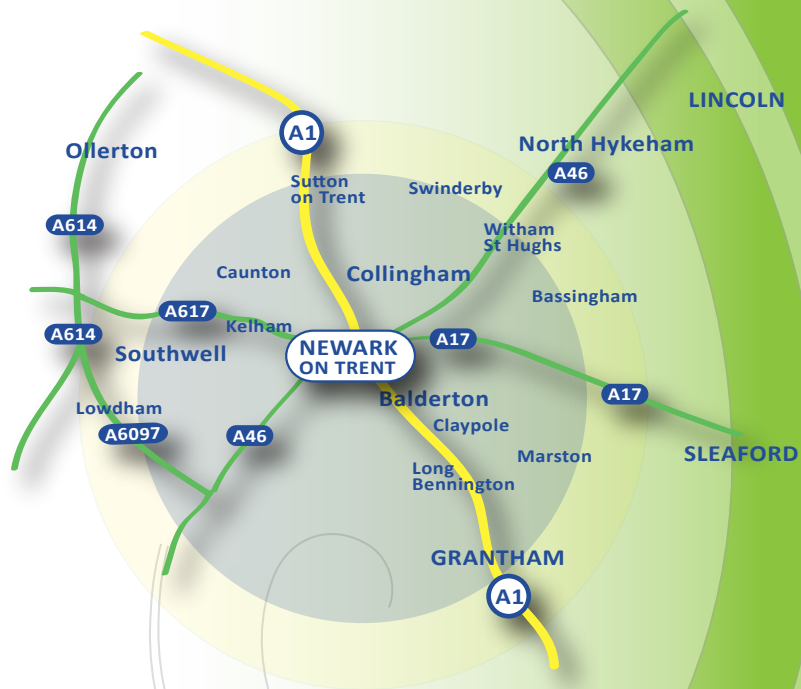 LINCOLN
A1
North Hykeham
Ollerton
A46
Sutton
on Trent
Swinderby
A614
Witham
St Hughs
Caunton
Collingham
Bassingham
A617
Kelham
A614
A17
NEWARK
ON TRENT
Southwell
Balderton
A17
Lowdham
Claypole
A6097
A46
SLEAFORD
Marston
Long
Bennington
GRANTHAM
A1